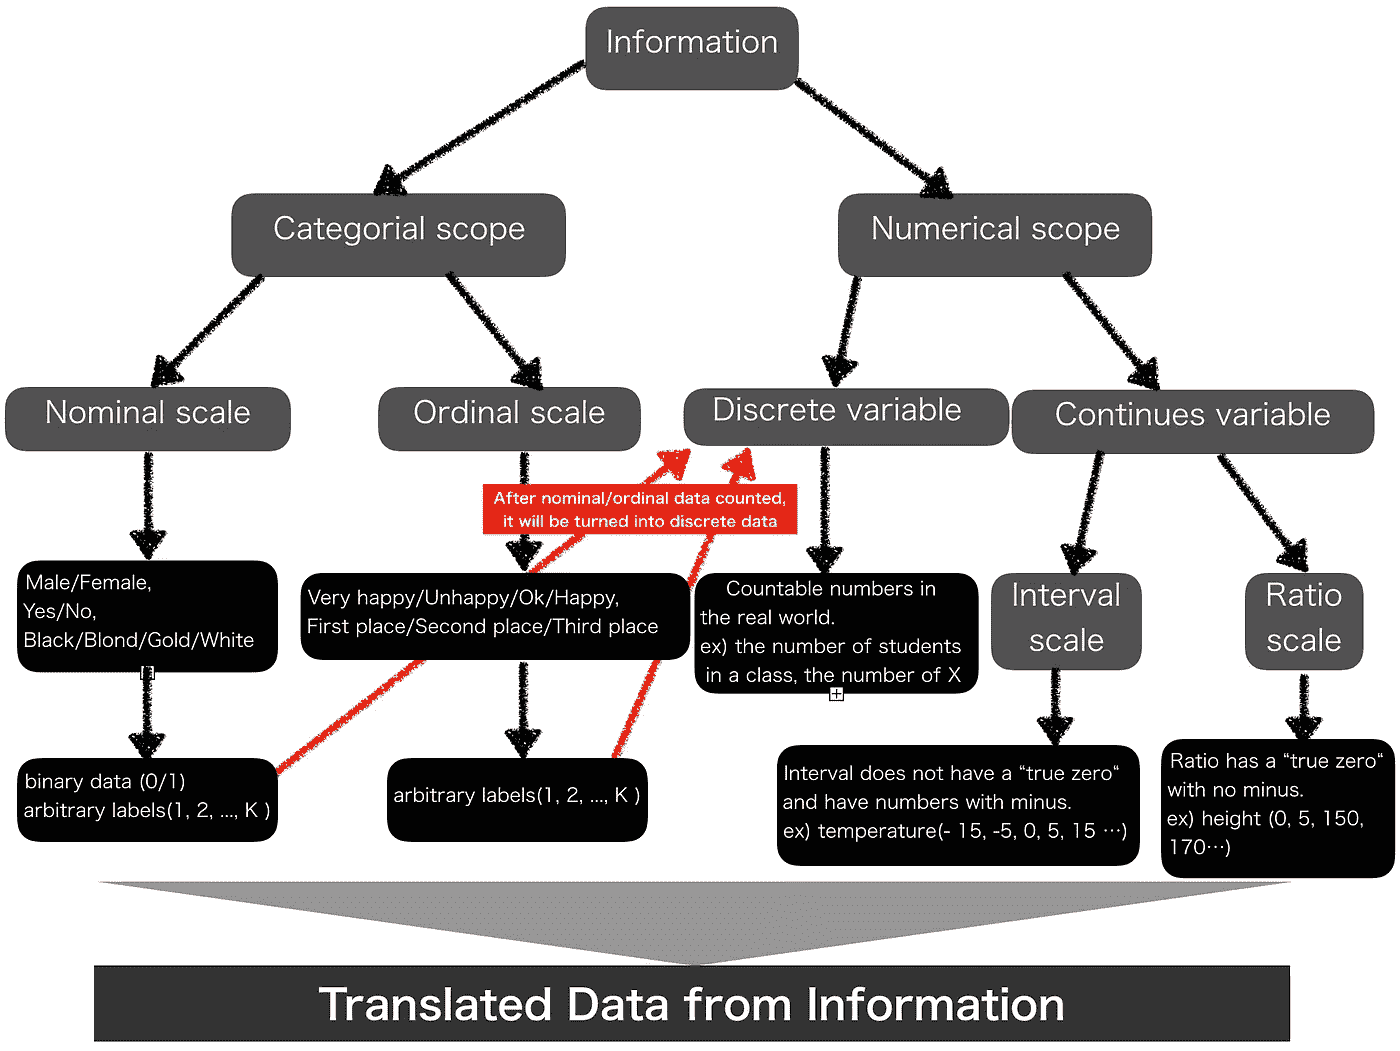 Information
Categorial scope
Numerical scope
Nominal scale
Ordinal scale
Discrete variable
Continues variable
After nominal/ordinal data counted,
it will be turned into discrete data
Male/Female,
Yes/No,
Black/Blond/Gold/White
Very happy/Unhappy/Ok/Happy,
First place/Second place/Third place
Countable numbers in
the real world.
ex) the number of students
in a class, the number of X
Interval
scale
Ratio
scale
binary data (0/1)
arbitrary labels(1, 2, ..., K )
arbitrary labels(1, 2, ..., K )
Interval does not have a “true zero“
and have numbers with minus.
ex) temperature(- 15, -5, 0, 5, 15 …)
Ratio has a “true zero“
with no minus.
ex) height (0, 5, 150,
170…)
Translated Data from Information